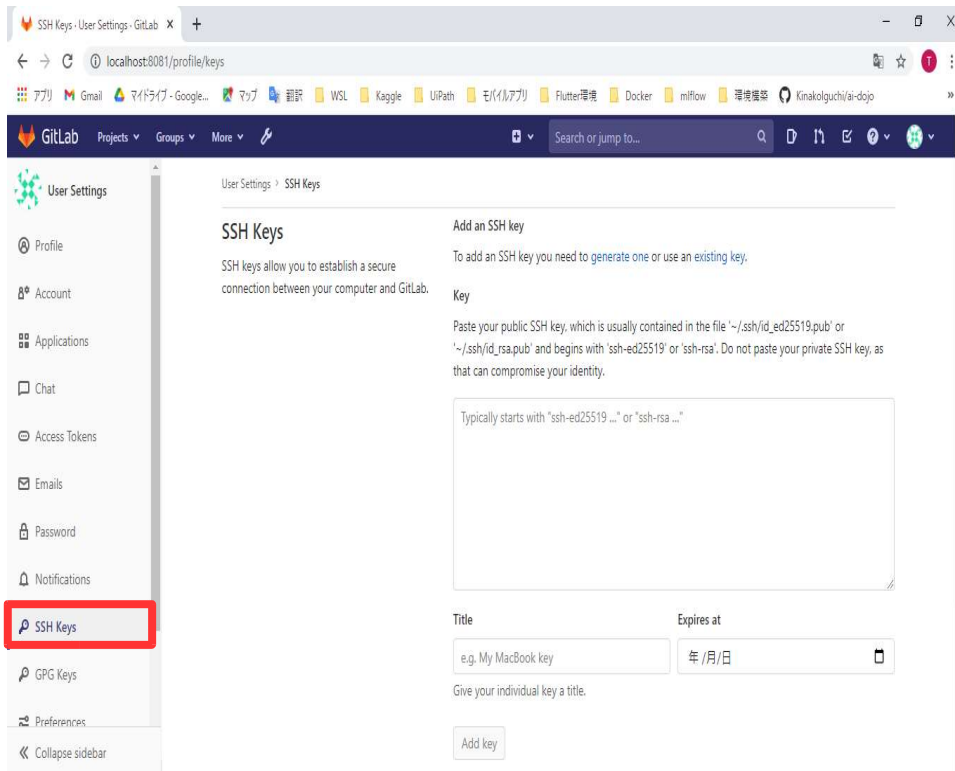 SSH Keys · User Settings · GitLab
localhost:8081/profile/keys
T
アプリ Gmail マイドライブ - Google... マップ 翻訳 WSL Kaggle UiPath モバイルアプリ Flutter環境 Docker mlflow 環境構築 KinakoIguchi/ai-dojo »
GitLab Projects Groups More Search or jump to...
User Settings
Profile
Account
Applications
Chat
Access Tokens
Emails
Password
Notifications
SSH Keys
GPG Keys
Preferences
Collapse sidebar
User Settings > SSH Keys
SSH Keys
SSH keys allow you to establish a secure
connection between your computer and GitLab.
Add an SSH key
To add an SSH key you need to generate one or use an existing key.
Key
Paste your public SSH key, which is usually contained in the file '~/.ssh/id_ed25519.pub' or
'~/.ssh/id_rsa.pub' and begins with 'ssh-ed25519' or 'ssh-rsa'. Do not paste your private SSH key, as
that can compromise your identity.
Typically starts with "ssh-ed25519 ..." or "ssh-rsa ..."
Title
Expires at
e.g. My MacBook key
年 /月/日
Give your individual key a title.
Add key